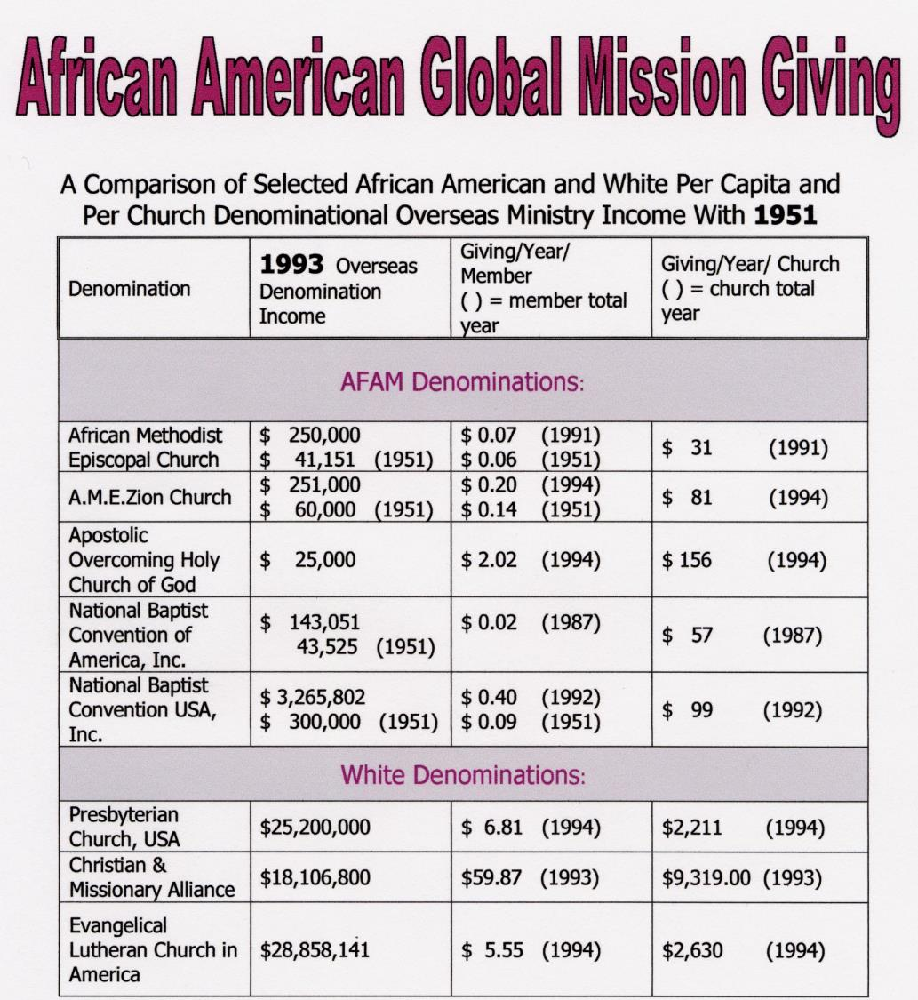 African American Global Mission Giving
A Comparison of Selected African American and White Per Capita and
Per Church Denominational Overseas Ministry Income With 1951
Denomination
1993 Overseas
Denomination
Income
Giving/Year/
Member
( ) = member total
year
Giving/Year/ Church
( ) = church total
year
AFAM Denominations:
African Methodist
Episcopal Church
$ 250,000
$ 41,151 (1951)
$ 0.07 (1991)
$ 0.06 (1951)
$ 31 (1991)
A.M.E.Zion Church
$ 251,000
$ 60,000 (1951)
$ 0.20 (1994)
$ 0.14 (1951)
$ 81 (1994)
Apostolic
Overcoming Holy
Church of God
$ 25,000
$ 2.02 (1994)
$ 156 (1994)
National Baptist
Convention of
America, Inc.
$ 143,051
43,525 (1951)
$ 0.02 (1987)
$ 57 (1987)
National Baptist
Convention USA,
Inc.
$ 3,265,802
$ 300,000 (1951)
$ 0.40 (1992)
$ 0.09 (1951)
$ 99 (1992)
White Denominations:
Presbyterian
Church, USA
$25,200,000
$ 6.81 (1994)
$2,211 (1994)
Christian &
Missionary Alliance
$18,106,800
$59.87 (1993)
$9,319.00 (1993)
Evangelical
Lutheran Church in
America
$28,858,141
$ 5.55 (1994)
$2,630 (1994)